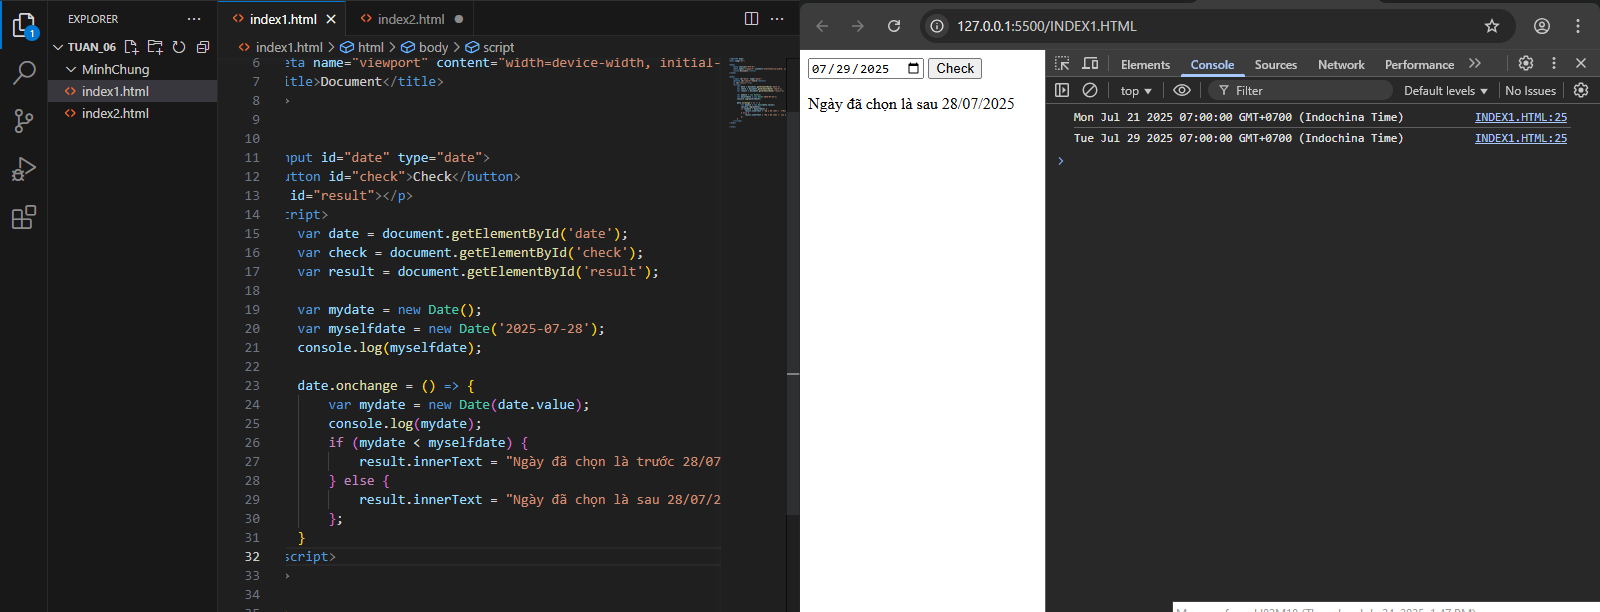 EXPLORER
TUAN_06
MinhChung
index1.html
index2.html
1
index1.html
index2.html
index1.html > html > body > script
6 eta name="viewport" content="width=device-width, initial-
7 itle>Document</title>
8 >
9
10
11 nput id="date" type="date">
12 utton id="check">Check</button>
13 id="result"></p>
14 cript>
15 var date = document.getElementById('date');
16 var check = document.getElementById('check');
17 var result = document.getElementById('result');
18
19 var mydate = new Date();
20 var myselfdate = new Date('2025-07-28');
21 console.log(myselfdate);
22
23 date.onchange = () => {
24 var mydate = new Date(date.value);
25 console.log(mydate);
26 if (mydate < myselfdate) {
27 result.innerText = "Ngày đã chọn là trước 28/07
28 } else {
29 result.innerText = "Ngày đã chọn là sau 28/07/2
30 };
31 }
32 script>
33 >
34
127.0.0.1:5500/INDEX1.HTML
07/29/2025 Check
Ngày đã chọn là sau 28/07/2025
Elements Console Sources Network Performance
top Filter Default levels No Issues
Mon Jul 21 2025 07:00:00 GMT+0700 (Indochina Time) INDEX1.HTML:25
Tue Jul 29 2025 07:00:00 GMT+0700 (Indochina Time) INDEX1.HTML:25